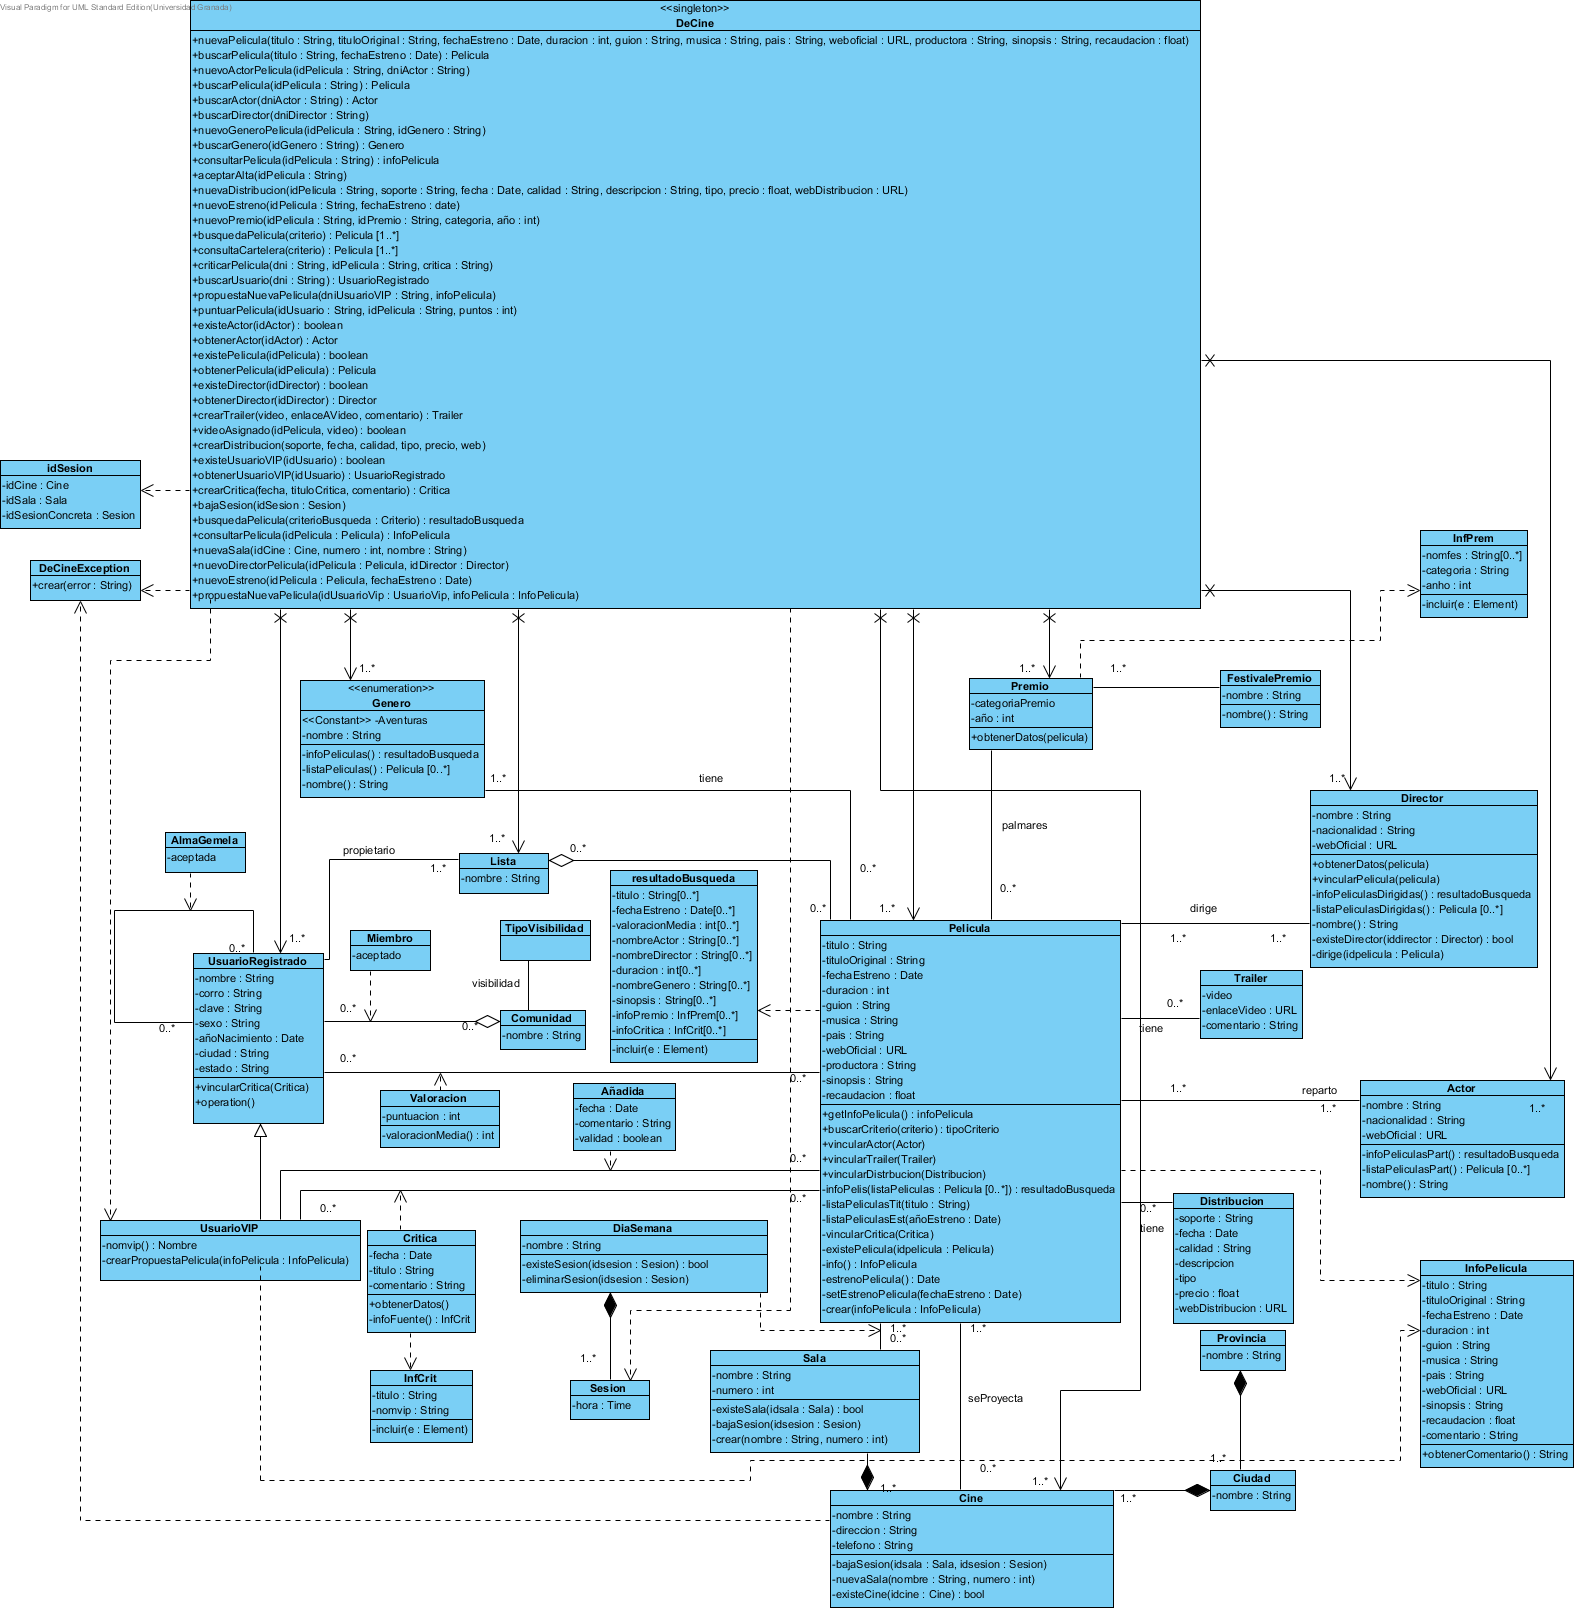 Visual Paradigm for UML Standard Edition(Universidad Granada)
<<singleton>>
DeCine
+nuevaPelicula(titulo : String, tituloOriginal : String, fechaEstreno : Date, duracion : int, guion : String, musica : String, pais : String, weboficial : URL, productora : String, sinopsis : String, recaudacion : float)
+buscarPelicula(titulo : String, fechaEstreno : Date) : Pelicula
+nuevoActorPelicula(idPelicula : String, dniActor : String)
+buscarPelicula(idPelicula : String) : Pelicula
+buscarActor(dniActor : String) : Actor
+buscarDirector(dniDirector : String)
+nuevoGeneroPelicula(idPelicula : String, idGenero : String)
+buscarGenero(idGenero : String) : Genero
+consultarPelicula(idPelicula : String) : infoPelicula
+aceptarAlta(idPelicula : String)
+nuevaDistribucion(idPelicula : String, soporte : String, fecha : Date, calidad : String, descripcion : String, tipo, precio : float, webDistribucion : URL)
+nuevoEstreno(idPelicula : String, fechaEstreno : date)
+nuevoPremio(idPelicula : String, idPremio : String, categoria, año : int)
+busquedaPelicula(criterio) : Pelicula [1..*]
+consultaCartelera(criterio) : Pelicula [1..*]
+criticarPelicula(dni : String, idPelicula : String, critica : String)
+buscarUsuario(dni : String) : UsuarioRegistrado
+propuestaNuevaPelicula(dniUsuarioVIP : String, infoPelicula)
+puntuarPelicula(idUsuario : String, idPelicula : String, puntos : int)
+existeActor(idActor) : boolean
+obtenerActor(idActor) : Actor
+existePelicula(idPelicula) : boolean
+obtenerPelicula(idPelicula) : Pelicula
+existeDirector(idDirector) : boolean
+obtenerDirector(idDirector) : Director
+crearTrailer(video, enlaceAVideo, comentario) : Trailer
+videoAsignado(idPelicula, video) : boolean
+crearDistribucion(soporte, fecha, calidad, tipo, precio, web)
+existeUsuarioVIP(idUsuario) : boolean
+obtenerUsuarioVIP(idUsuario) : UsuarioRegistrado
+crearCritica(fecha, tituloCritica, comentario) : Critica
+bajaSesion(idSesion : Sesion)
+busquedaPelicula(criterioBusqueda : Criterio) : resultadoBusqueda
+consultarPelicula(idPelicula : Pelicula) : InfoPelicula
+nuevaSala(idCine : Cine, numero : int, nombre : String)
+nuevoDirectorPelicula(idPelicula : Pelicula, idDirector : Director)
+nuevoEstreno(idPelicula : Pelicula, fechaEstreno : Date)
+propuestaNuevaPelicula(idUsuarioVip : UsuarioVip, infoPelicula : InfoPelicula)
idSesion
-idCine : Cine
-idSala : Sala
-idSesionConcreta : Sesion
DeCineException
+crear(error : String)
InfPrem
-nomfes : String[0..*]
-categoria : String
-anho : int
-incluir(e : Element)
1..*
<<enumeration>>
Genero
<<Constant>> -Aventuras
-nombre : String
-infoPeliculas() : resultadoBusqueda
-listaPeliculas() : Pelicula [0..*]
-nombre() : String
1..*
tiene
0..*
1..*
1..*
Premio
-categoriaPremio
-año : int
+obtenerDatos(pelicula)
FestivalePremio
-nombre : String
-nombre() : String
palmares
0..*
1..*
Director
-nombre : String
-nacionalidad : String
-webOficial : URL
+obtenerDatos(pelicula)
+vincularPelicula(pelicula)
-infoPeliculasDirigidas() : resultadoBusqueda
-listaPeliculasDirigidas() : Pelicula [0..*]
-nombre() : String
-existeDirector(iddirector : Director) : bool
-dirige(idpelicula : Pelicula)
AlmaGemela
-aceptada
propietario
1..*
1..*
Lista
-nombre : String
0..*
0..*
1..*
resultadoBusqueda
-titulo : String[0..*]
-fechaEstreno : Date[0..*]
-valoracionMedia : int[0..*]
-nombreActor : String[0..*]
-nombreDirector : String[0..*]
-duracion : int[0..*]
-nombreGenero : String[0..*]
-sinopsis : String[0..*]
-infoPremio : InfPrem[0..*]
-infoCritica : InfCrit[0..*]
-incluir(e : Element)
TipoVisibilidad
visibilidad
Miembro
-aceptado
0..*
0..*
Comunidad
-nombre : String
0..*
1..*
0..*
UsuarioRegistrado
-nombre : String
-corro : String
-clave : String
-sexo : String
-añoNacimiento : Date
-ciudad : String
-estado : String
+vincularCritica(Critica)
+operation()
0..*
0..*
Valoracion
-puntuacion : int
-valoracionMedia() : int
Añadida
-fecha : Date
-comentario : String
-validad : boolean
0..*
0..*
0..*
Pelicula
-titulo : String
-tituloOriginal : String
-fechaEstreno : Date
-duracion : int
-guion : String
-musica : String
-pais : String
-webOficial : URL
-productora : String
-sinopsis : String
-recaudacion : float
+getInfoPelicula() : infoPelicula
+buscarCriterio(criterio) : tipoCriterio
+vincularActor(Actor)
+vincularTrailer(Trailer)
+vincularDistrbucion(Distribucion)
-infoPelis(listaPeliculas : Pelicula [0..*]) : resultadoBusqueda
-listaPeliculasTit(titulo : String)
-listaPeliculasEst(añoEstreno : Date)
-vincularCritica(Critica)
-existePelicula(idpelicula : Pelicula)
-info() : InfoPelicula
-estrenoPelicula() : Date
-setEstrenoPelicula(fechaEstreno : Date)
-crear(infoPelicula : InfoPelicula)
dirige
1..*
1..*
Trailer
-video
-enlaceVideo : URL
-comentario : String
0..*
tiene
1..*
reparto
1..*
Actor
-nombre : String
-nacionalidad : String
-webOficial : URL
-infoPeliculasPart() : resultadoBusqueda
-listaPeliculasPart() : Pelicula [0..*]
-nombre() : String
1..*
Distribucion
-soporte : String
-fecha : Date
-calidad : String
-descripcion
-tipo
-precio : float
-webDistribucion : URL
0..*
tiene
UsuarioVIP
-nomvip() : Nombre
-crearPropuestaPelicula(infoPelicula : InfoPelicula)
Critica
-fecha : Date
-titulo : String
-comentario : String
+obtenerDatos()
-infoFuente() : InfCrit
InfCrit
-titulo : String
-nomvip : String
-incluir(e : Element)
DiaSemana
-nombre : String
-existeSesion(idsesion : Sesion) : bool
-eliminarSesion(idsesion : Sesion)
1..*
Sesion
-hora : Time
1..*
0..*
Sala
-nombre : String
-numero : int
-existeSala(idsala : Sala) : bool
-bajaSesion(idsesion : Sesion)
-crear(nombre : String, numero : int)
1..*
1..*
seProyecta
0..*
1..*
Cine
-nombre : String
-direccion : String
-telefono : String
-bajaSesion(idsala : Sala, idsesion : Sesion)
-nuevaSala(nombre : String, numero : int)
-existeCine(idcine : Cine) : bool
Provincia
-nombre : String
1..*
Ciudad
-nombre : String
1..*
InfoPelicula
-titulo : String
-tituloOriginal : String
-fechaEstreno : Date
-duracion : int
-guion : String
-musica : String
-pais : String
-webOficial : URL
-sinopsis : String
-recaudacion : float
-comentario : String
+obtenerComentario() : String